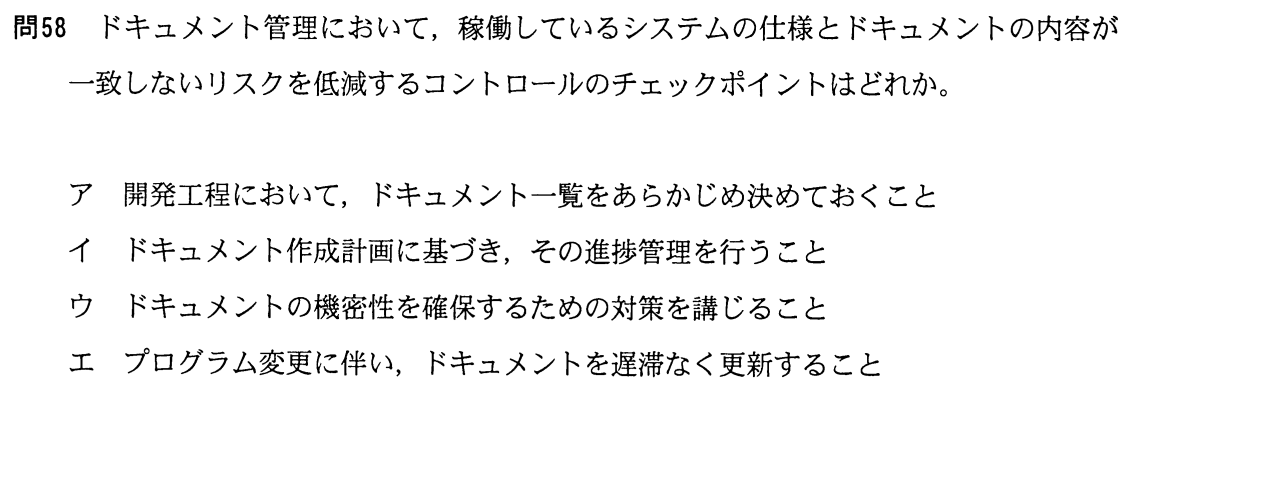 問58 ドキュメント管理において，稼働しているシステムの仕様とドキュメントの内容が
一致しないリスクを低減するコントロールのチェックポイントはどれか。
ア 開発工程において，ドキュメント一覧をあらかじめ決めておくこと
イ ドキュメント作成計画に基づき，その進捗管理を行うこと
ウ ドキュメントの機密性を確保するための対策を講じること
エ プログラム変更に伴い，ドキュメントを遅滞なく更新すること